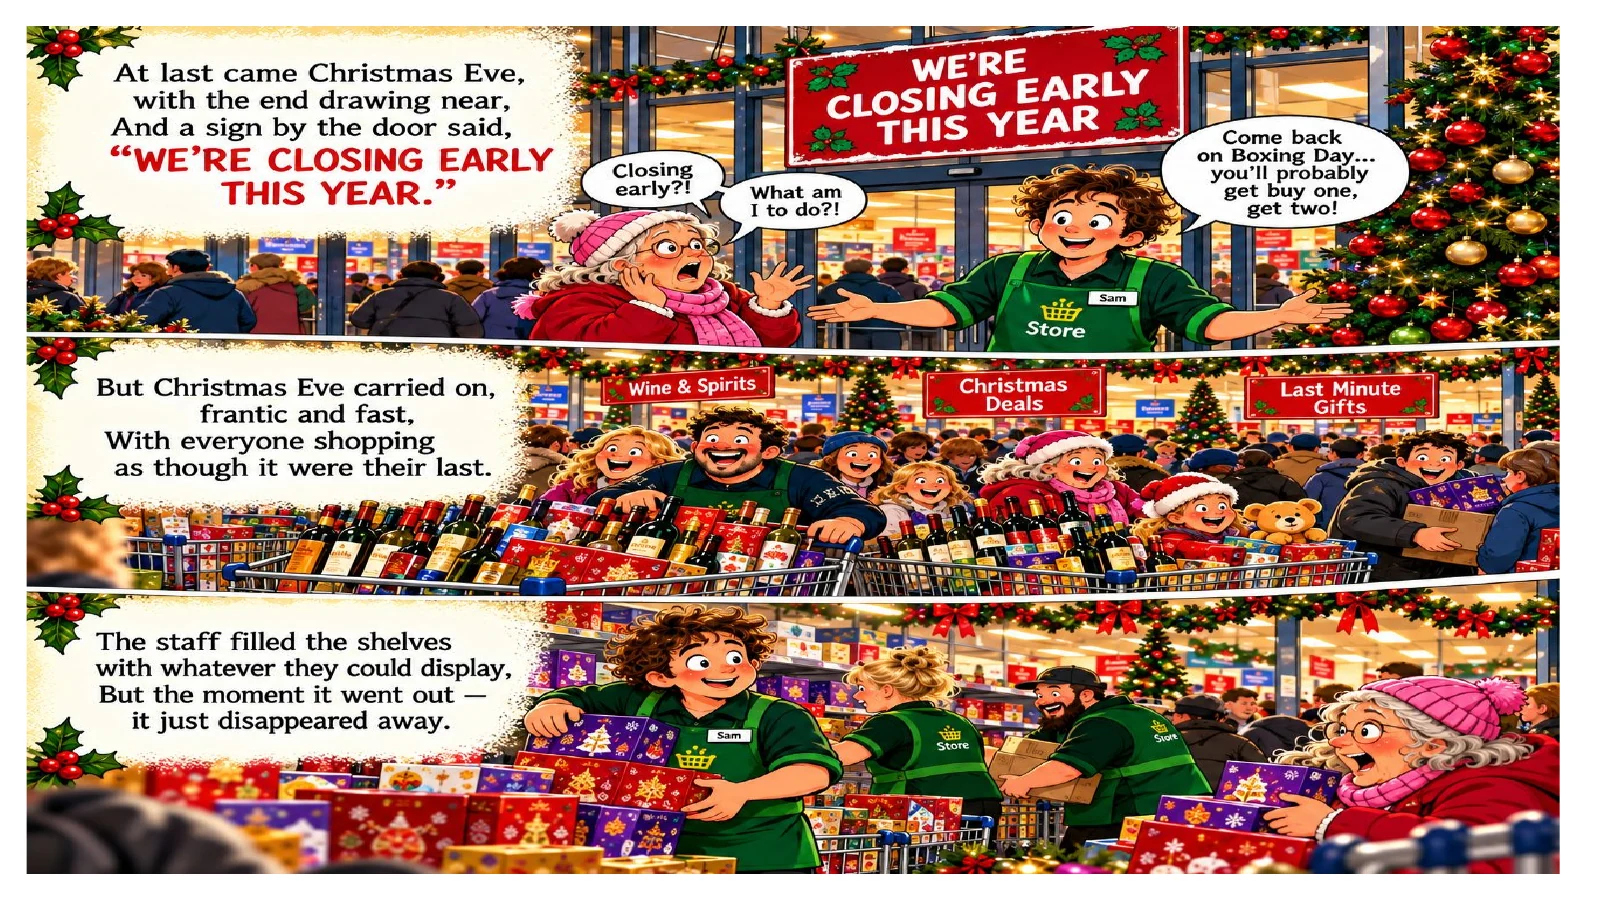 At last came Christmas Eve,
with the end drawing near,
And a sign by the door said,
“WE’RE CLOSING EARLY
THIS YEAR.”
WE’RE
CLOSING EARLY
THIS YEAR
Closing
early?!
What am
I to do?!
Come back
on Boxing Day...
you’ll probably
get buy one,
get two!
Sam
Store
But Christmas Eve carried on,
frantic and fast,
With everyone shopping
as though it were their last.
Wine & Spirits
Christmas
Deals
Last Minute
Gifts
The staff filled the shelves
with whatever they could display,
But the moment it went out —
it just disappeared away.
Sam
Store
Store